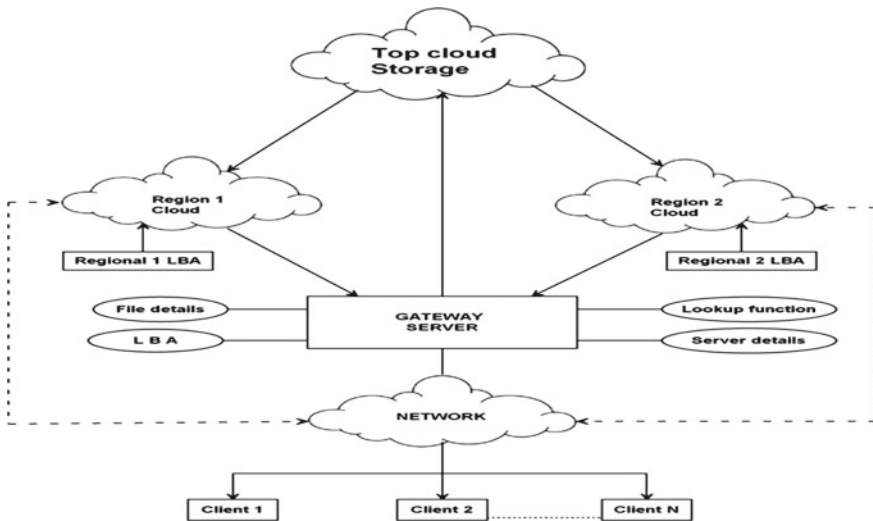 Top cloud
Storage
Region 1
Cloud
Region 2
Cloud
Regional 1 LBA
Regional 2 LBA
File details
GATEWAY
SERVER
Lookup function
L B A
Server details
NETWORK
Client 1
Client 2
Client N